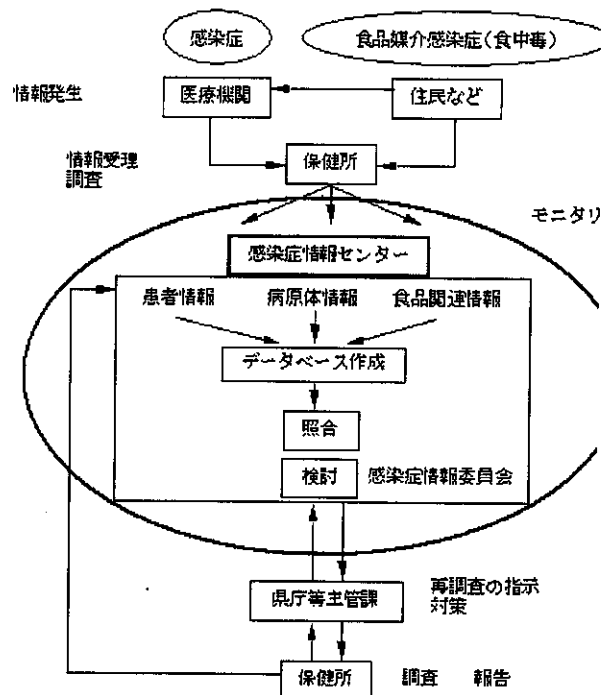 感染症
食品媒介感染症(食中毒)
情報発生
医療機関
住民など
情報受理
調査
保健所
モニタリ
感染症情報センター
患者情報
病原体情報
食品関連情報
データベース作成
照合
検討
感染症情報委員会
県庁等主管課
再調査の指示
対策
保健所
調査 報告